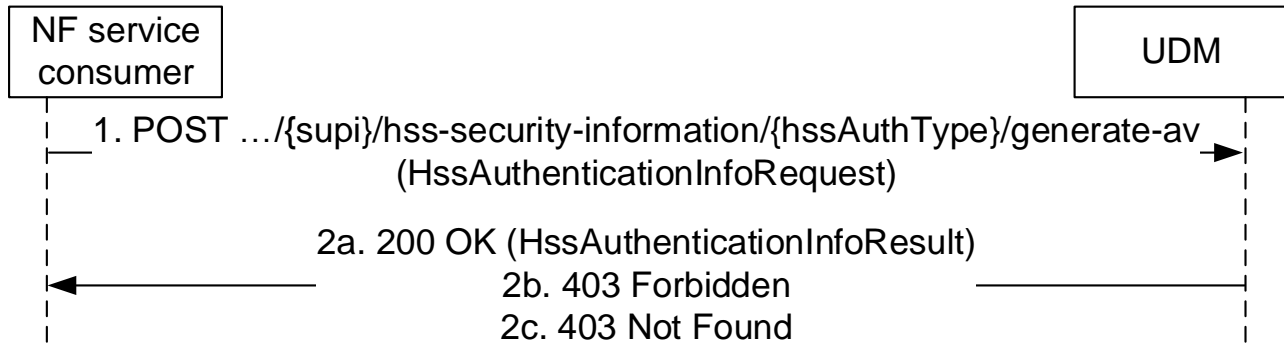 NF service
consumer
UDM
1. POST …/{supi}/hss-security-information/{hssAuthType}/generate-av
(HssAuthenticationInfoRequest)
2a. 200 OK (HssAuthenticationInfoResult)
2b. 403 Forbidden
2c. 403 Not Found